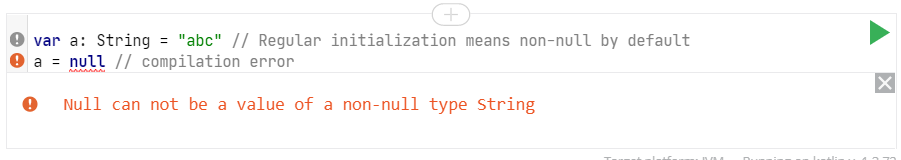 var a: String = "abc" // Regular initialization means non-null by default
a = null // compilation error
Null can not be a value of a non-null type String